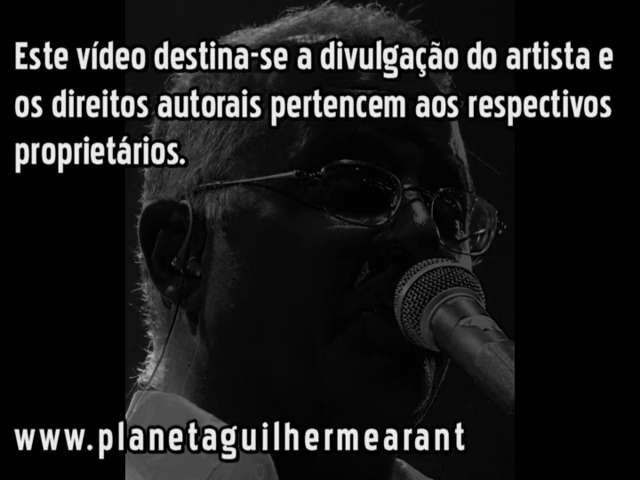 Este vídeo destina-se a divulgação do artista e
os direitos autorais pertencem aos respectivos
proprietários.
www.planetaguilhermearant